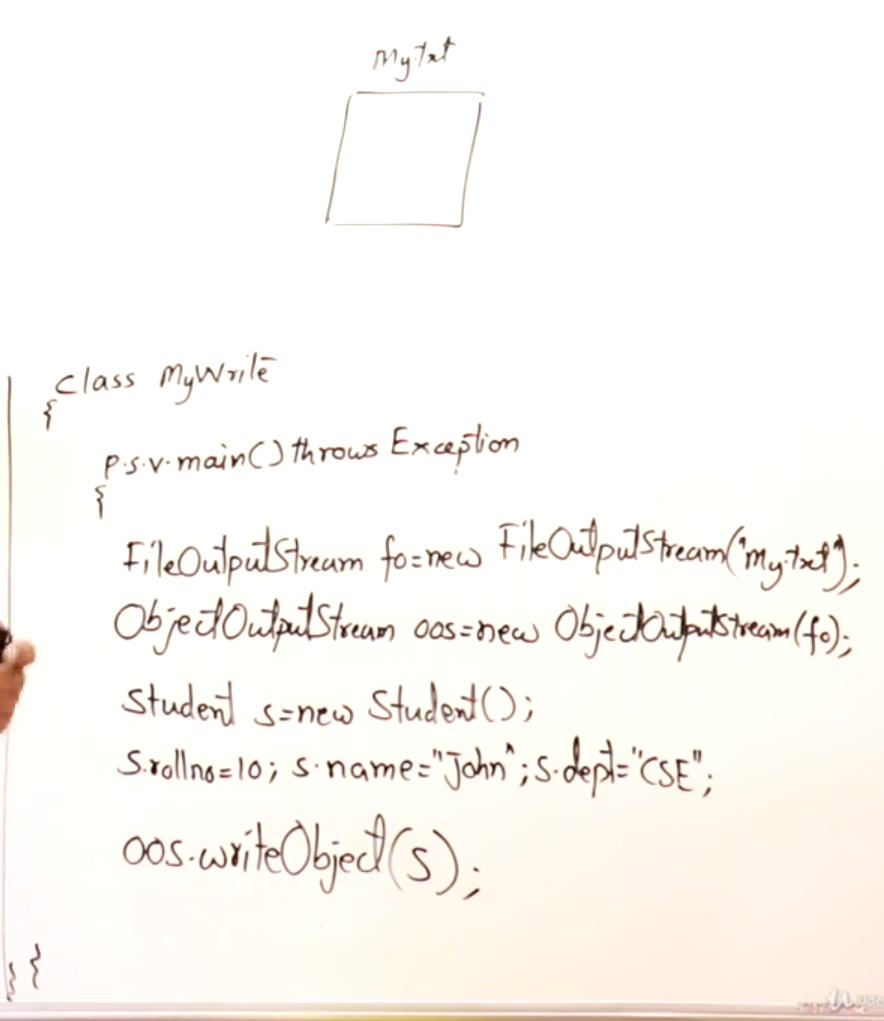 My.txt
class MyWrite
{
p.s.v.main() throws Exception
{
FileOutputStream fo=new FileOutputStream("My.txt");
ObjectOutputStream oos=new ObjectOutputStream(fo);
Student s=new Student();
s.rollno=10; s.name="John"; s.dept="CSE";
oos.writeObject(s);
} }